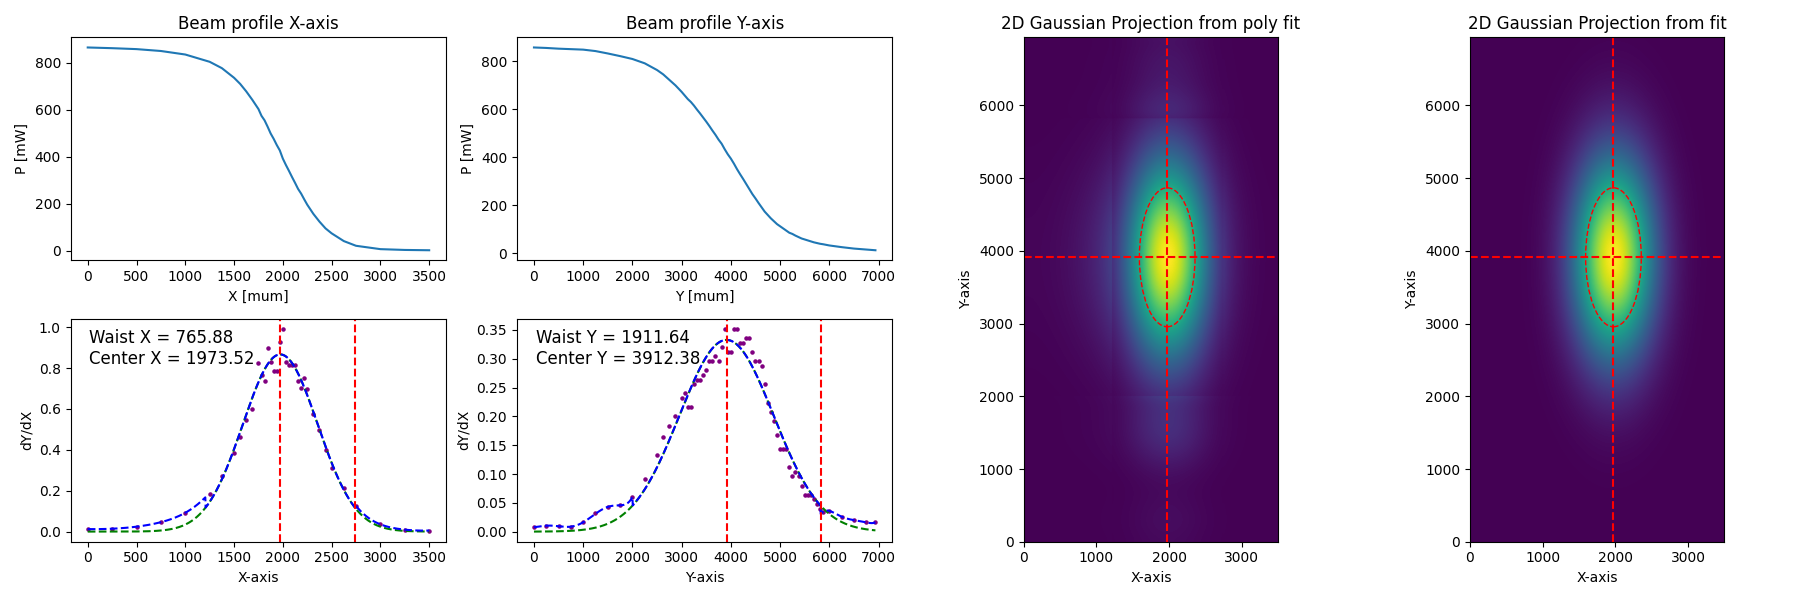 Beam profile X-axis
P [mW]
800
600
400
200
0
0 500 1000 1500 2000 2500 3000 3500
X [mum]
Beam profile Y-axis
P [mW]
800
600
400
200
0
0 1000 2000 3000 4000 5000 6000 7000
Y [mum]
Waist X = 765.88
Center X = 1973.52
dY/dX
1.0
0.8
0.6
0.4
0.2
0.0
0 500 1000 1500 2000 2500 3000 3500
X-axis
Waist Y = 1911.64
Center Y = 3912.38
dY/dX
0.35
0.30
0.25
0.20
0.15
0.10
0.05
0.00
0 1000 2000 3000 4000 5000 6000 7000
Y-axis
2D Gaussian Projection from poly fit
Y-axis
6000
5000
4000
3000
2000
1000
0
0 1000 2000 3000
X-axis
2D Gaussian Projection from fit
Y-axis
6000
5000
4000
3000
2000
1000
0
0 1000 2000 3000
X-axis